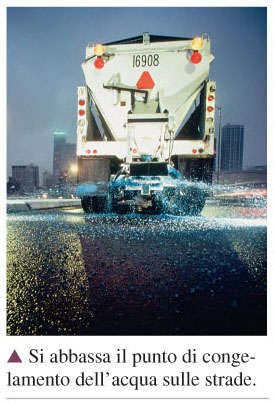 16908
▲ Si abbassa il punto di conge-
lamento dell'acqua sulle strade.